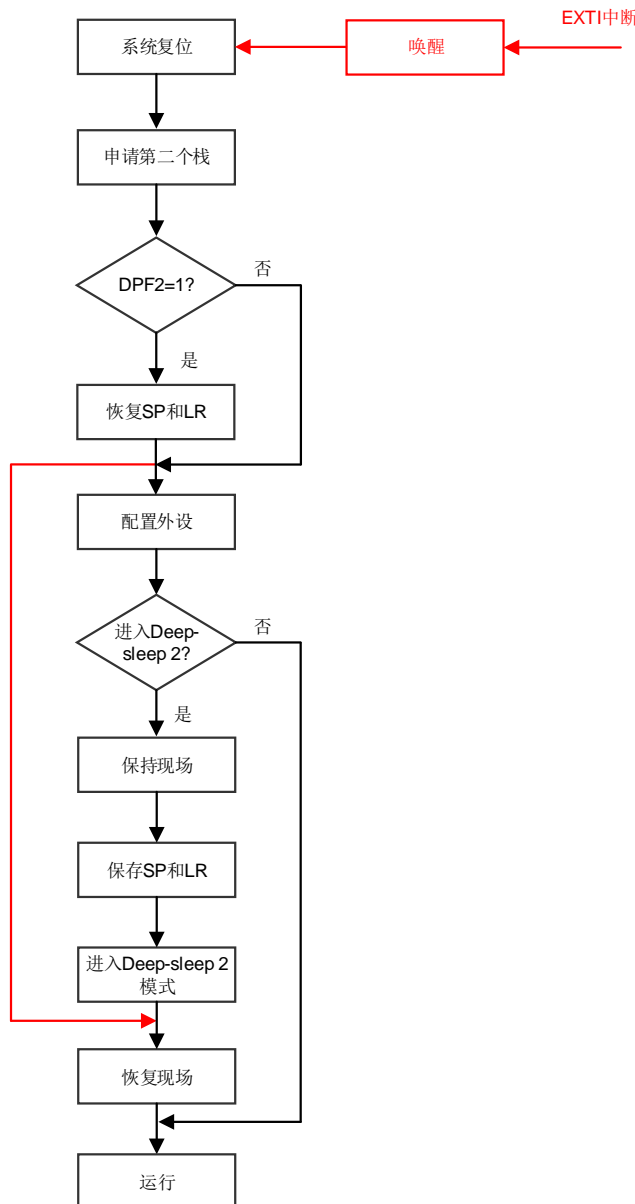 EXTI中断
系统复位
唤醒
申请第二个栈
DPF2=1?
否
是
恢复SP和LR
配置外设
进入Deep-
sleep 2?
否
是
保持现场
保存SP和LR
进入Deep-sleep 2
模式
恢复现场
运行